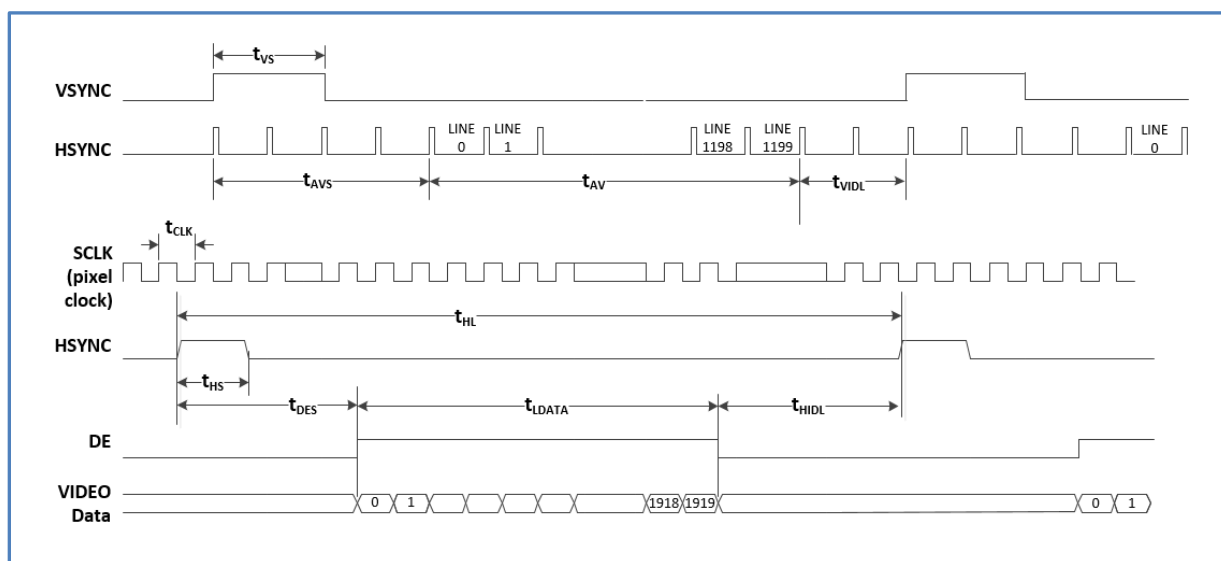 tVS
VSYNC
HSYNC
LINE 0
LINE 1
LINE 1198
LINE 1199
LINE 0
tAVS
tAV
tVIDL
tCLK
SCLK
(pixel
clock)
tHL
HSYNC
tHS
tDES
tLDATA
tHIDL
DE
VIDEO
Data
0 1 1918 1919 0 1